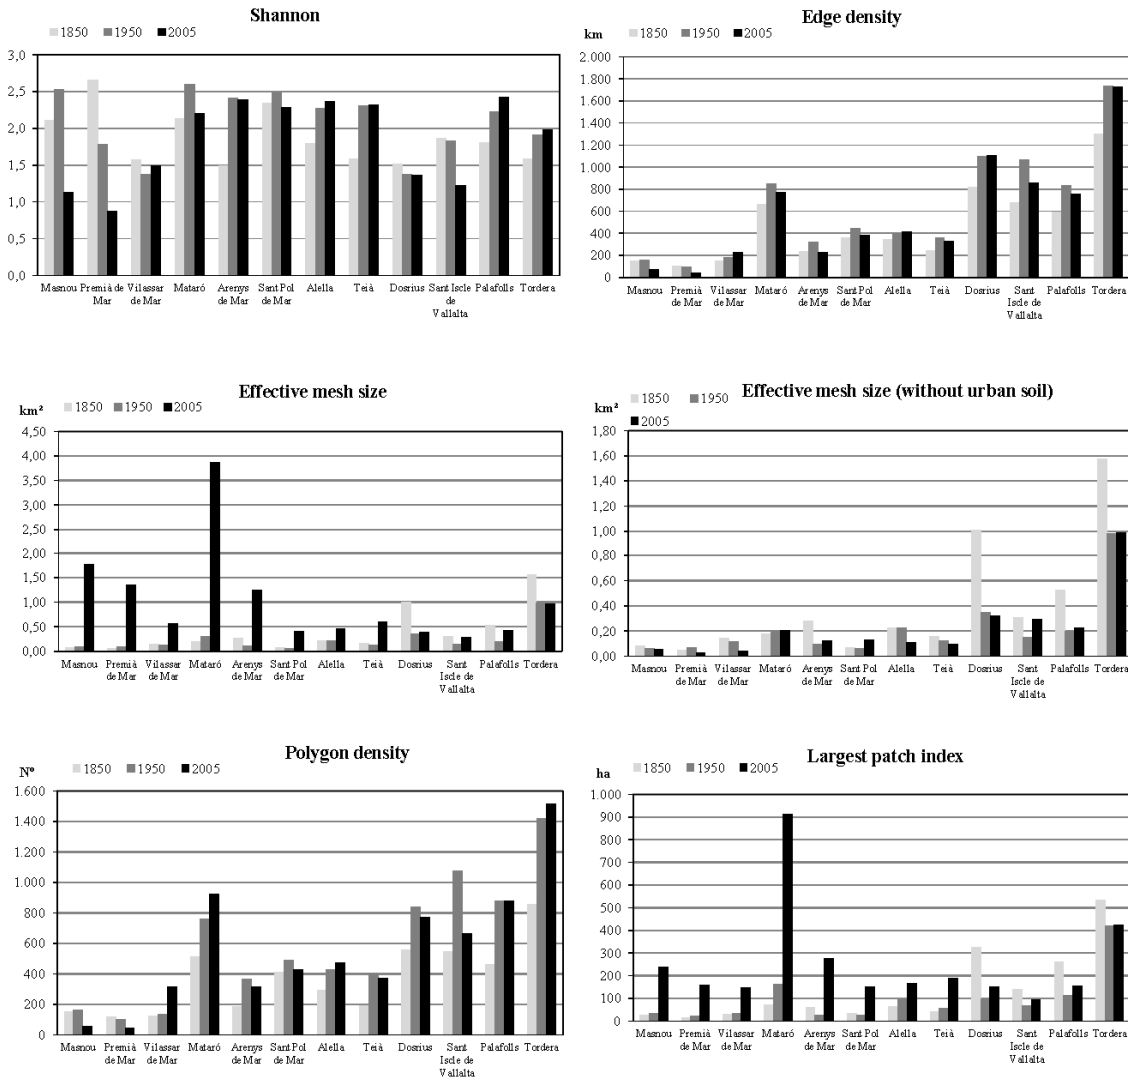 Shannon
1850 1950 2005
3,0
2,5
2,0
1,5
1,0
0,5
0,0
Masnou Premià de Vilassar Mataró Arenys Sant Pol Alella Teià Dosrius Sant Iscle Palafolls Tordera
Mar de Mar de Mar de Mar de
Vallalta
Edge density
km
1850 1950 2005
2.000
1.800
1.600
1.400
1.200
1.000
800
600
400
200
0
Masnou Premià Vilassar Mataró Arenys Sant Pol Alella Teià Dosrius Sant Palafolls Tordera
de Mar de Mar de Mar de Mar Iscle de
Vallalta
Effective mesh size
km²
1850 1950 2005
4,50
4,00
3,50
3,00
2,50
2,00
1,50
1,00
0,50
0,00
Masnou Premià Vilassar Mataró Arenys Sant Pol Alella Teià Dosrius Sant Palafolls Tordera
de Mar de Mar de Mar de Mar Iscle de
Vallalta
Effective mesh size (without urban soil)
km²
1850 1950
2005
1,80
1,60
1,40
1,20
1,00
0,80
0,60
0,40
0,20
0,00
Masnou Premià Vilassar Mataró Arenys Sant Pol Alella Teià Dosrius Sant Palafolls Tordera
de Mar de Mar de Mar de Mar Iscle de
Vallalta
Polygon density
Nº
1850 1950 2005
1.600
1.400
1.200
1.000
800
600
400
200
0
Masnou Premià Vilassar Mataró Arenys Sant Pol Alella Teià Dosrius Sant Palafolls Tordera
de Mar de Mar de Mar de Mar Iscle de
Vallalta
Largest patch index
ha
1850 1950 2005
1.000
900
800
700
600
500
400
300
200
100
0
Masnou Premià Vilassar Mataró Arenys Sant Pol Alella Teià Dosrius Sant Palafolls Tordera
de Mar de Mar de Mar de Mar Iscle de
Vallalta